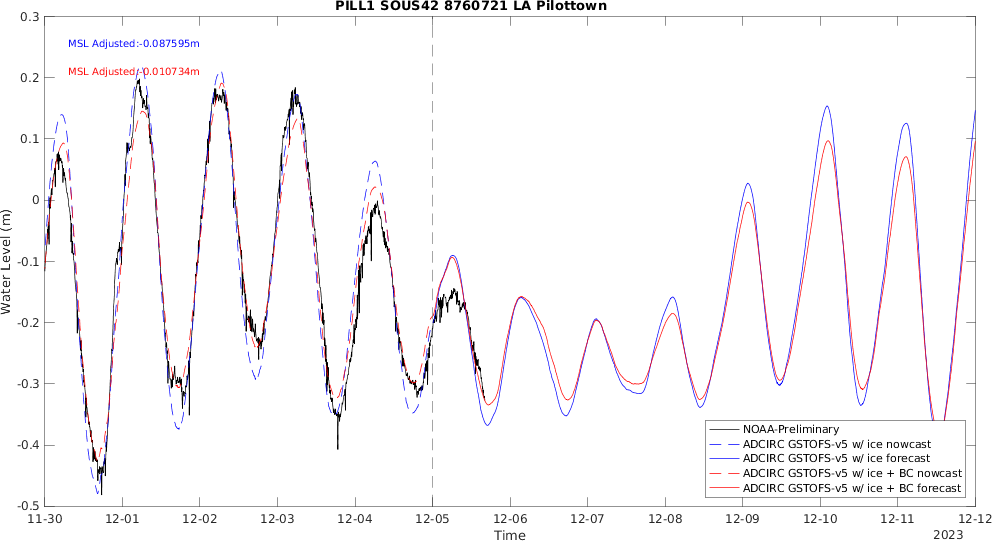 PILL1 SOUS42 8760721 LA Pilottown
MSL Adjusted:-0.087595m
MSL Adjusted:-0.010734m
Water Level (m)
0.3
0.2
0.1
0
-0.1
-0.2
-0.3
-0.4
-0.5
NOAA-Preliminary
ADCIRC GSTOFS-v5 w/ ice nowcast
ADCIRC GSTOFS-v5 w/ ice forecast
ADCIRC GSTOFS-v5 w/ ice + BC nowcast
ADCIRC GSTOFS-v5 w/ ice + BC forecast
11-30 12-01 12-02 12-03 12-04 12-05 12-06 12-07 12-08 12-09 12-10 12-11 12-12
Time
2023